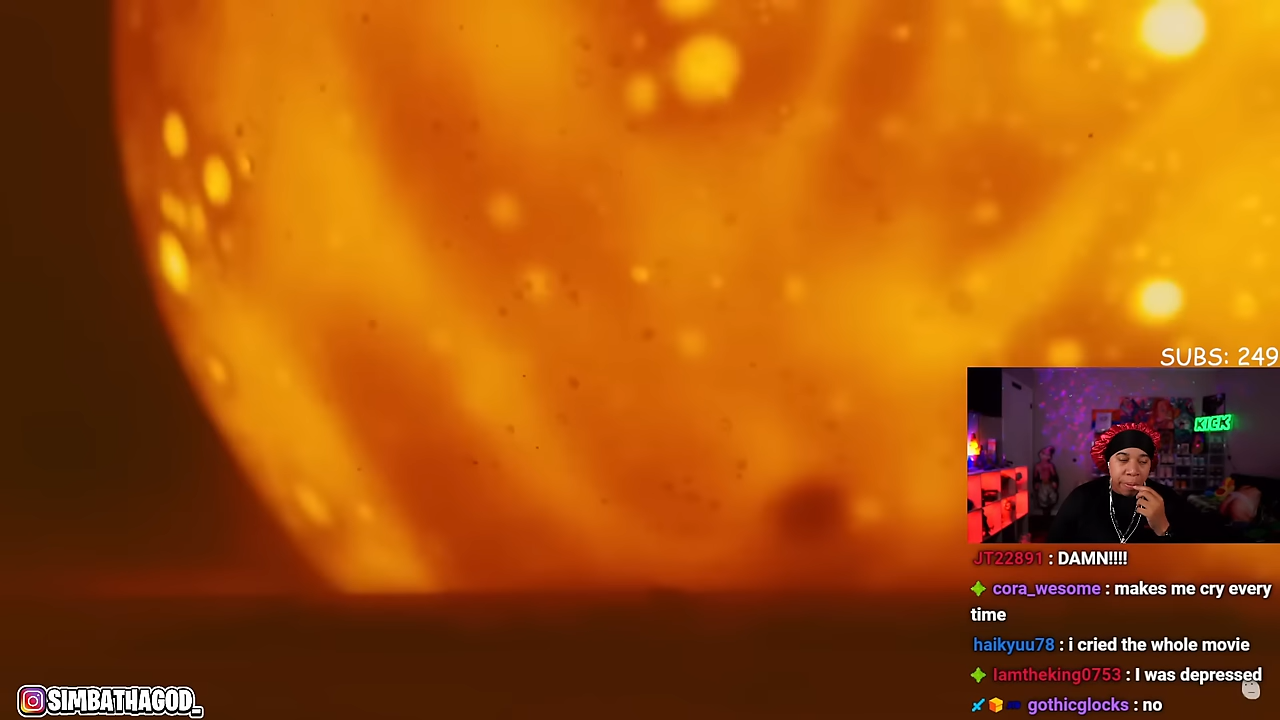 SUBS: 249
KICK
JT22891 : DAMN!!!!
cora_wesome : makes me cry every
time
haikyuu78 : i cried the whole movie
Iamtheking0753 : I was depressed
gothicglocks : no
SIMBATHAGOD_